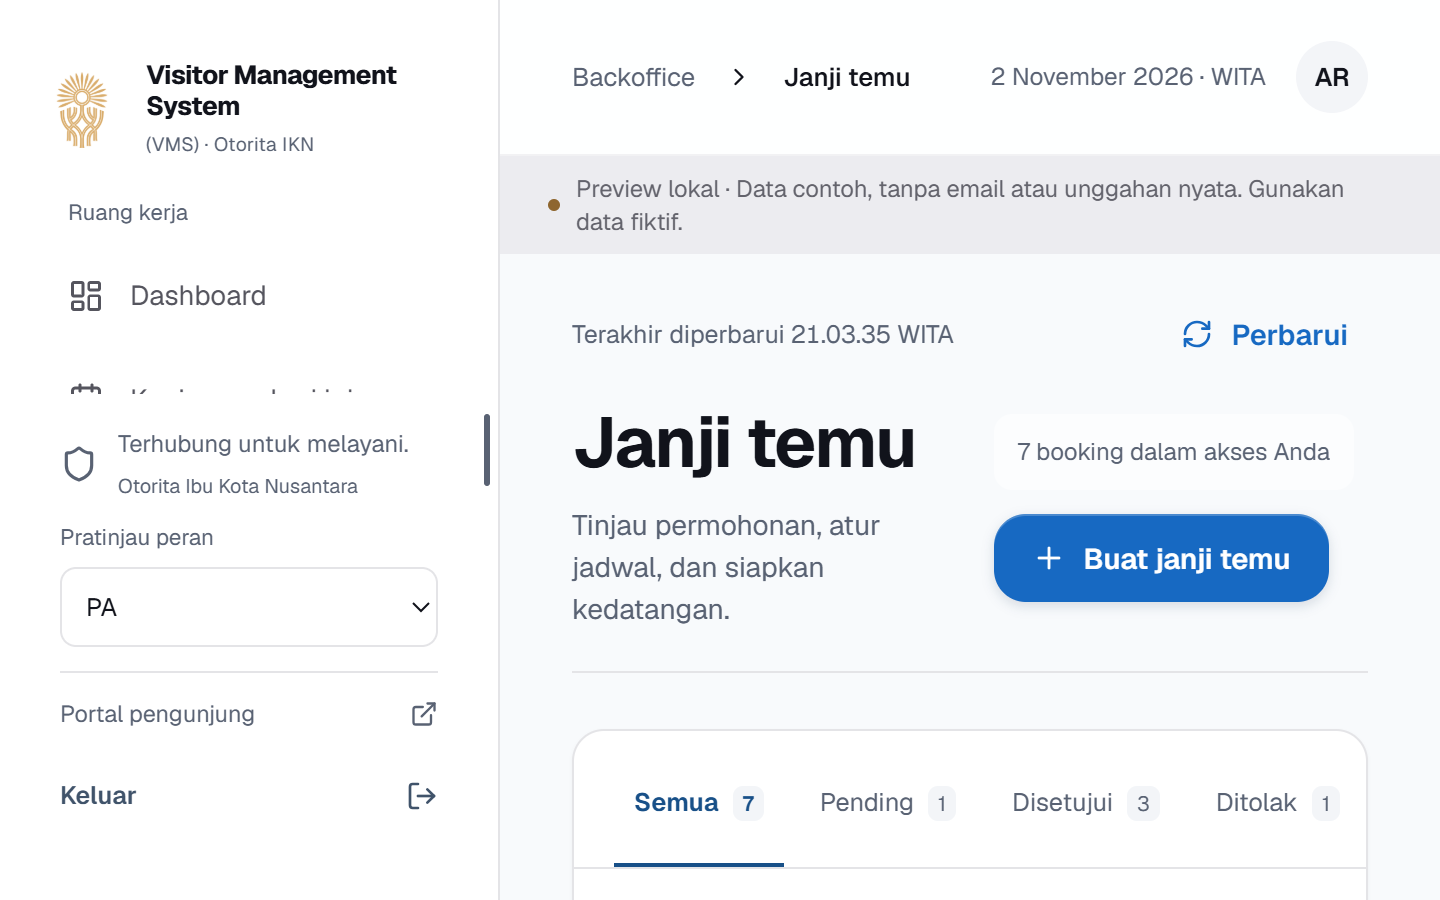 Visitor Management
System
(VMS) · Otorita IKN
Ruang kerja
Dashboard
Terhubung untuk melayani.
Otorita Ibu Kota Nusantara
Pratinjau peran
PA
Portal pengunjung
Keluar
Backoffice
Janji temu
2 November 2026 · WITA
AR
Preview lokal · Data contoh, tanpa email atau unggahan nyata. Gunakan
data fiktif.
Terakhir diperbarui 21.03.35 WITA
Perbarui
Janji temu
7 booking dalam akses Anda
Tinjau permohonan, atur
jadwal, dan siapkan
kedatangan.
Buat janji temu
Semua 7
Pending 1
Disetujui 3
Ditolak 1